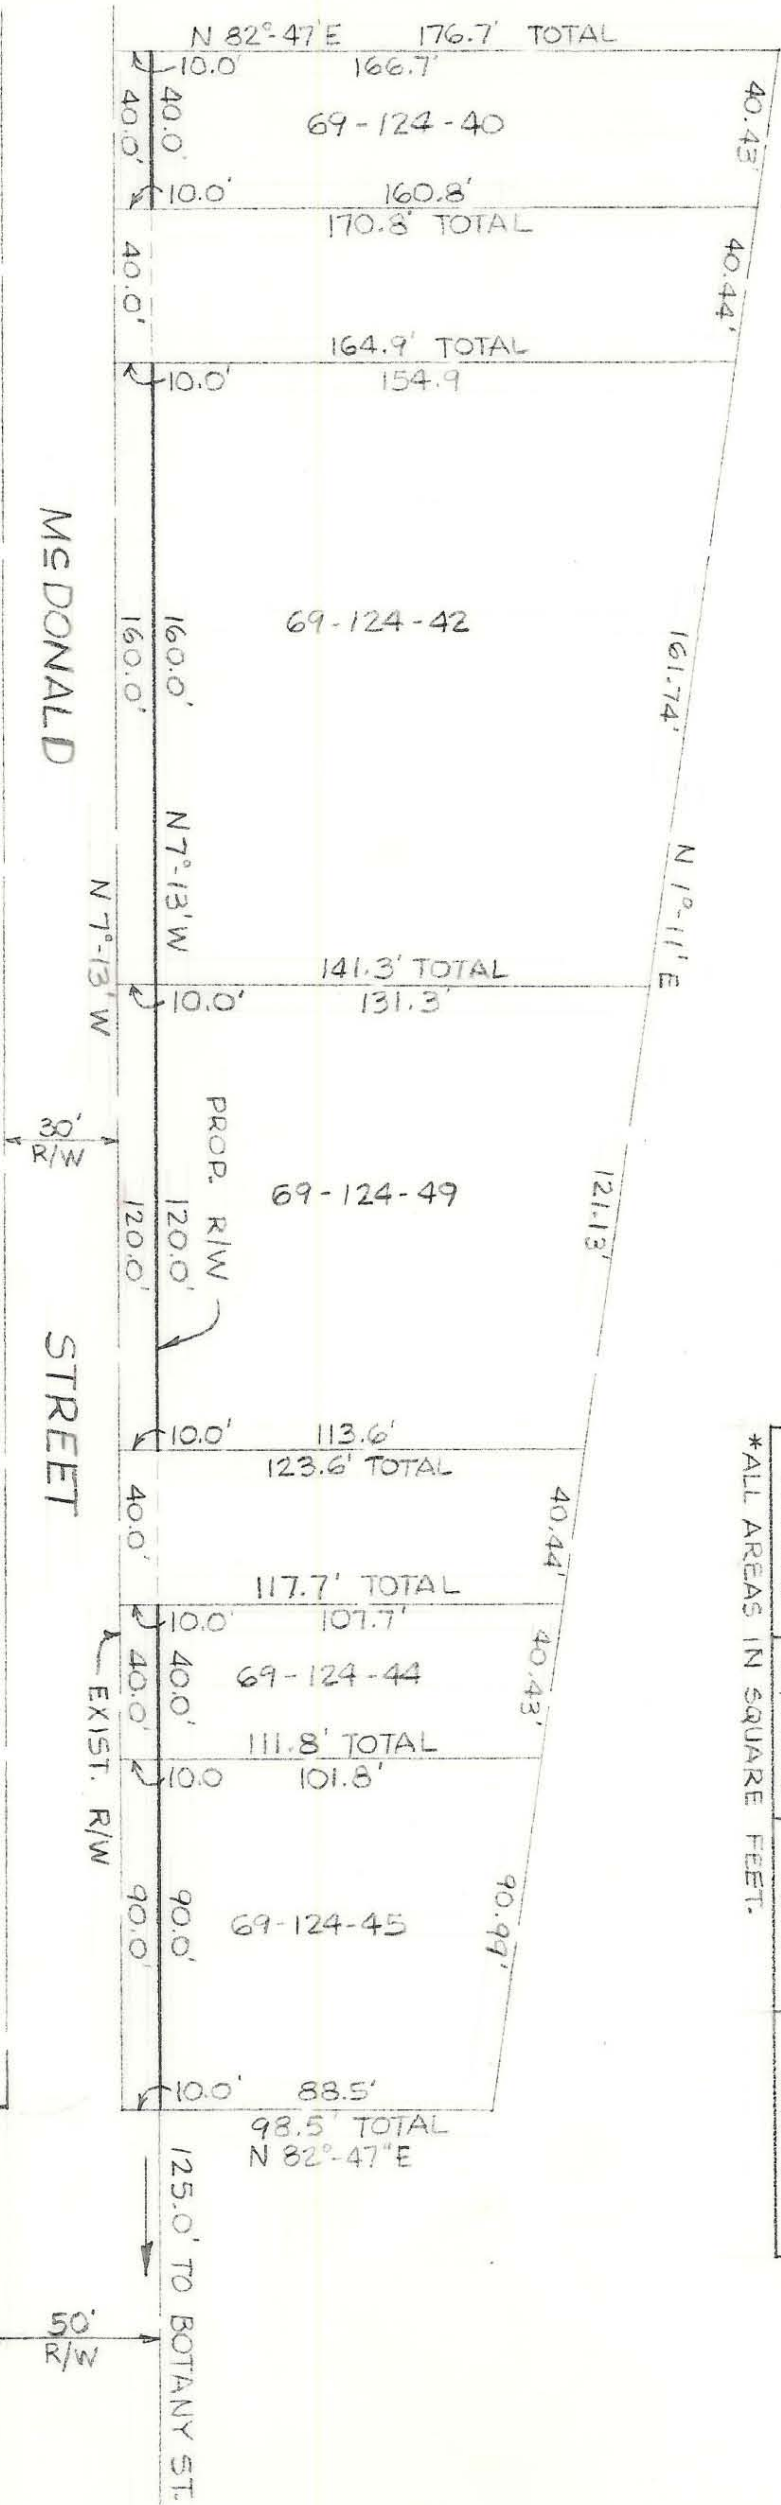 N 82°-47'E 176.7' TOTAL
10.0' 166.7'
40.0
40.0'
69-124-40
40.43'
10.0' 160.8'
170.8' TOTAL
40.0'
40.44'
164.9' TOTAL
10.0' 154.9
69-124-42
160.0'
160.0'
161.74'
MCDONALD
N 7°-13' W
N 7°-13' W
N 1°-11' E
141.3' TOTAL
10.0' 131.3'
30'
R/W
PROP. R/W
69-124-49
120.0'
120.0'
121.13'
STREET
10.0' 113.6'
123.6' TOTAL
40.0'
40.44'
117.7' TOTAL
10.0' 107.7'
40.0'
40.0'
69-124-44
40.43'
EXIST. R/W
111.8' TOTAL
10.0 101.8'
90.0'
90.0'
69-124-45
90.99'
10.0' 88.5'
98.5' TOTAL
N 82°-47"E
125.0' TO BOTANY ST.
50'
R/W
*ALL AREAS IN SQUARE FEET.